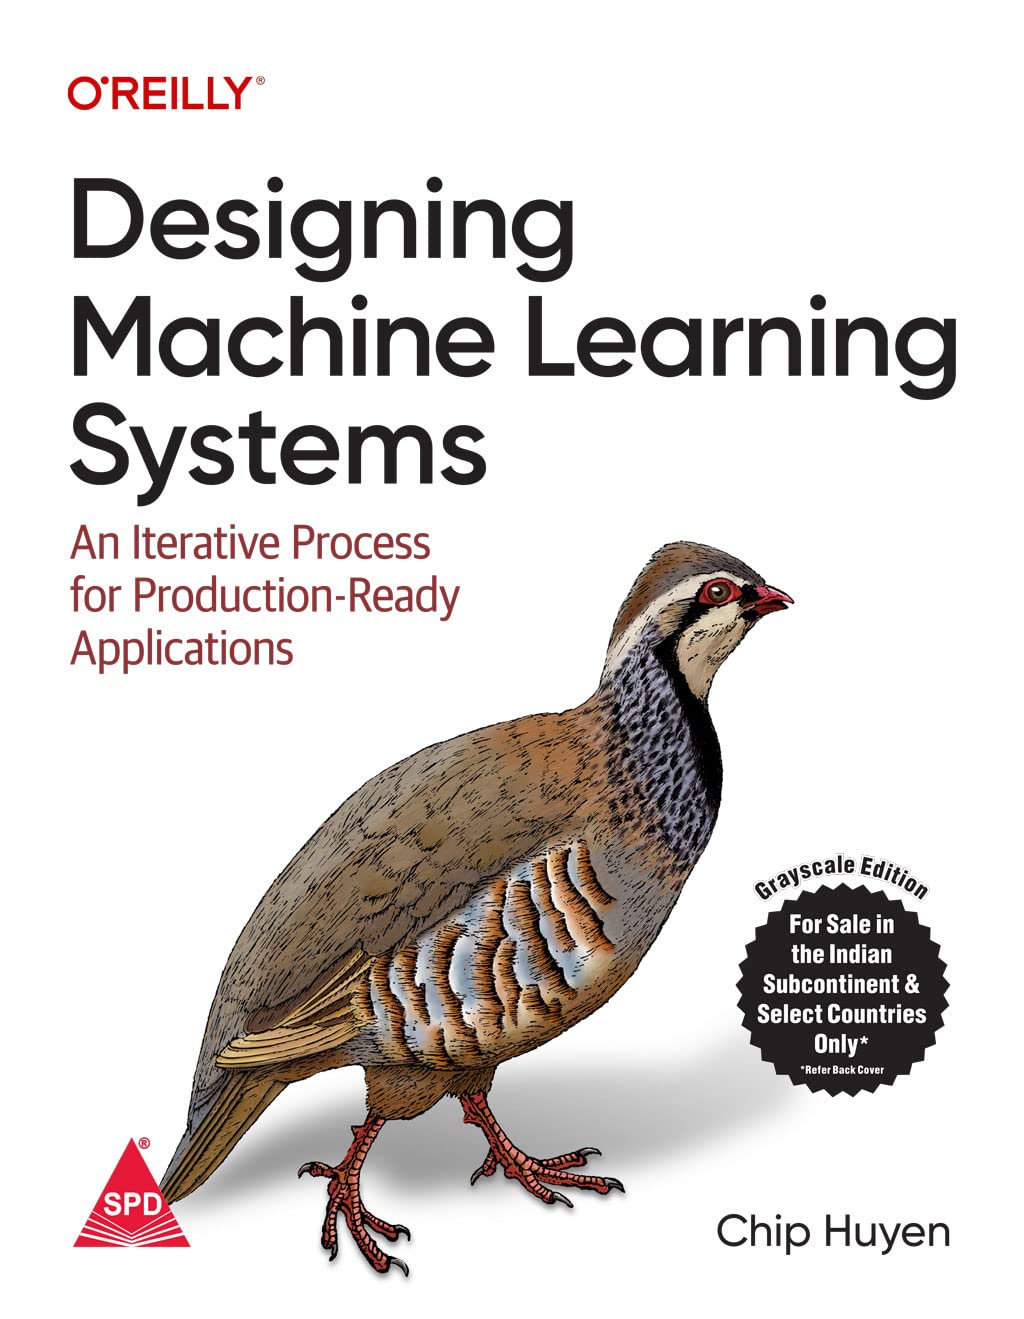 O'REILLY®
Designing
Machine Learning
Systems
An Iterative Process
for Production-Ready
Applications
Grayscale Edition
For Sale in
the Indian
Subcontinent &
Select Countries
Only*
*Refer Back Cover
®
SPD
Chip Huyen